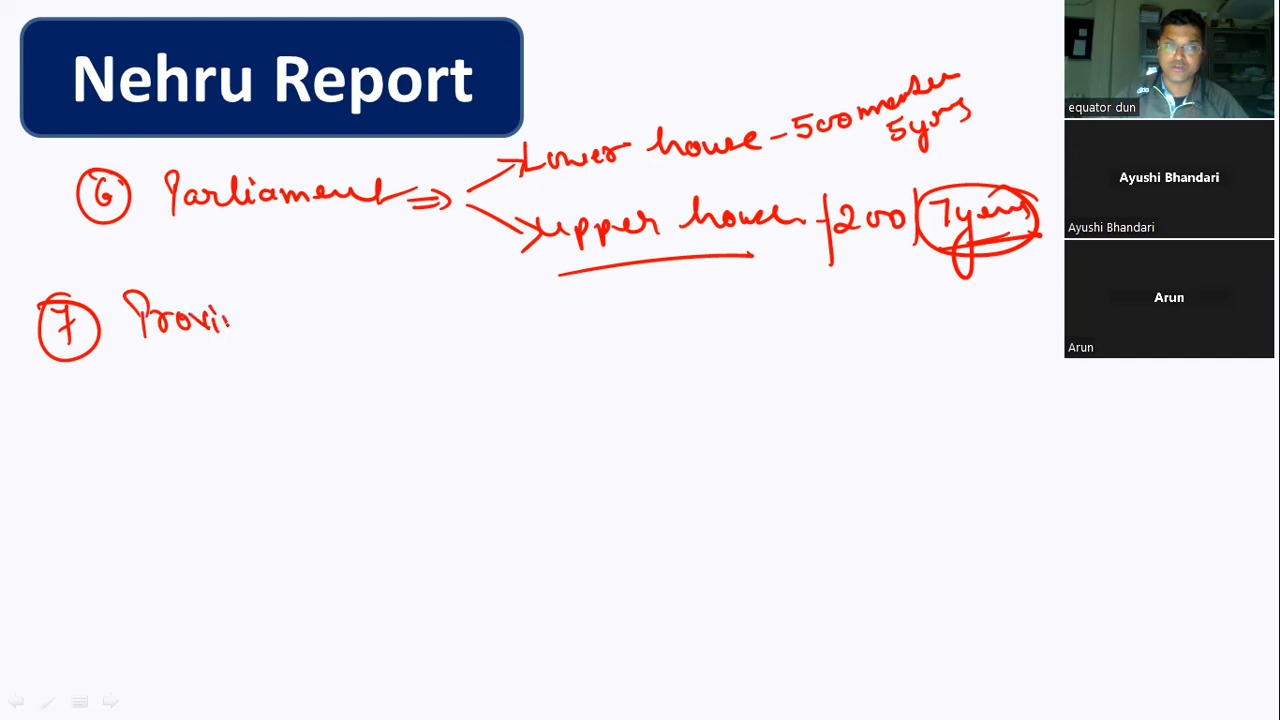 Nehru Report
6 Parliament ⇒
→ Lower house - 500 member
5 yrs
→ upper house - 200 7 years
7 Provi
equator dun
Ayushi Bhandari
Ayushi Bhandari
Arun
Arun